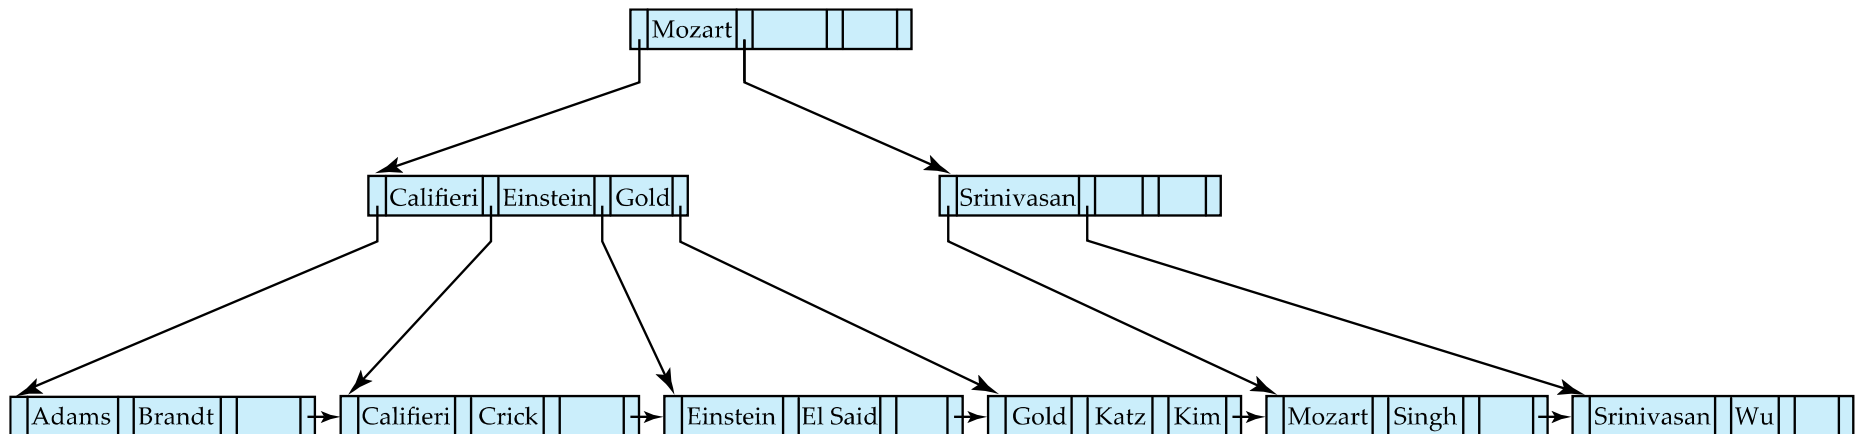 Mozart
Califieri Einstein Gold Srinivasan
Adams Brandt Califieri Crick Einstein El Said Gold Katz Kim Mozart Singh Srinivasan Wu